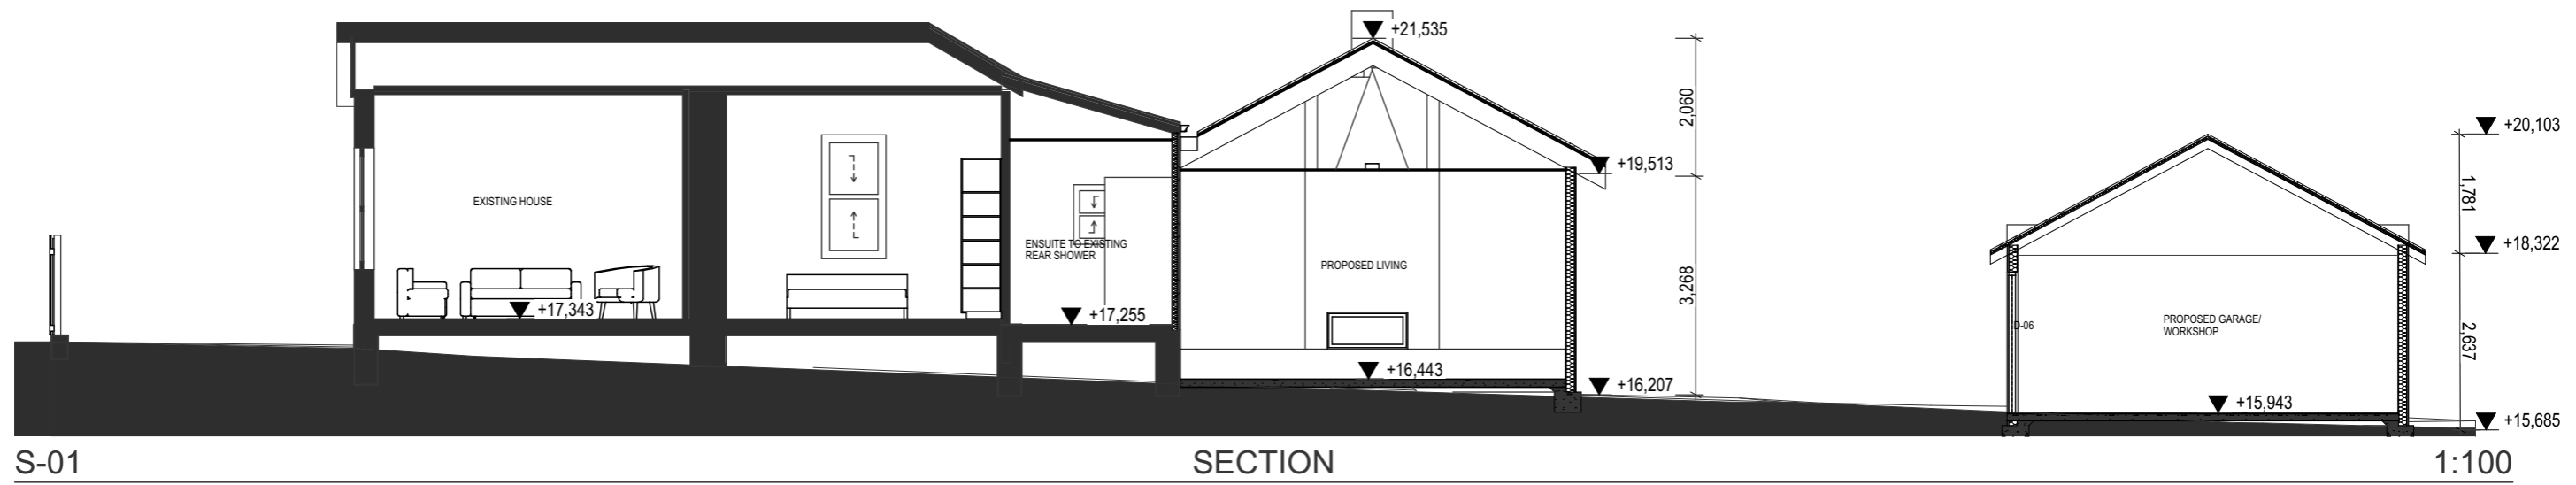 +21,535
2,060
+20,103
+19,513
1,781
EXISTING HOUSE
+18,322
ENSUITE TO EXISTING
REAR SHOWER
PROPOSED LIVING
3,268
+17,343
+17,255
PROPOSED GARAGE/
WORKSHOP
D-06
2,637
+16,443
+16,207
+15,943
+15,685
S-01
SECTION
1:100